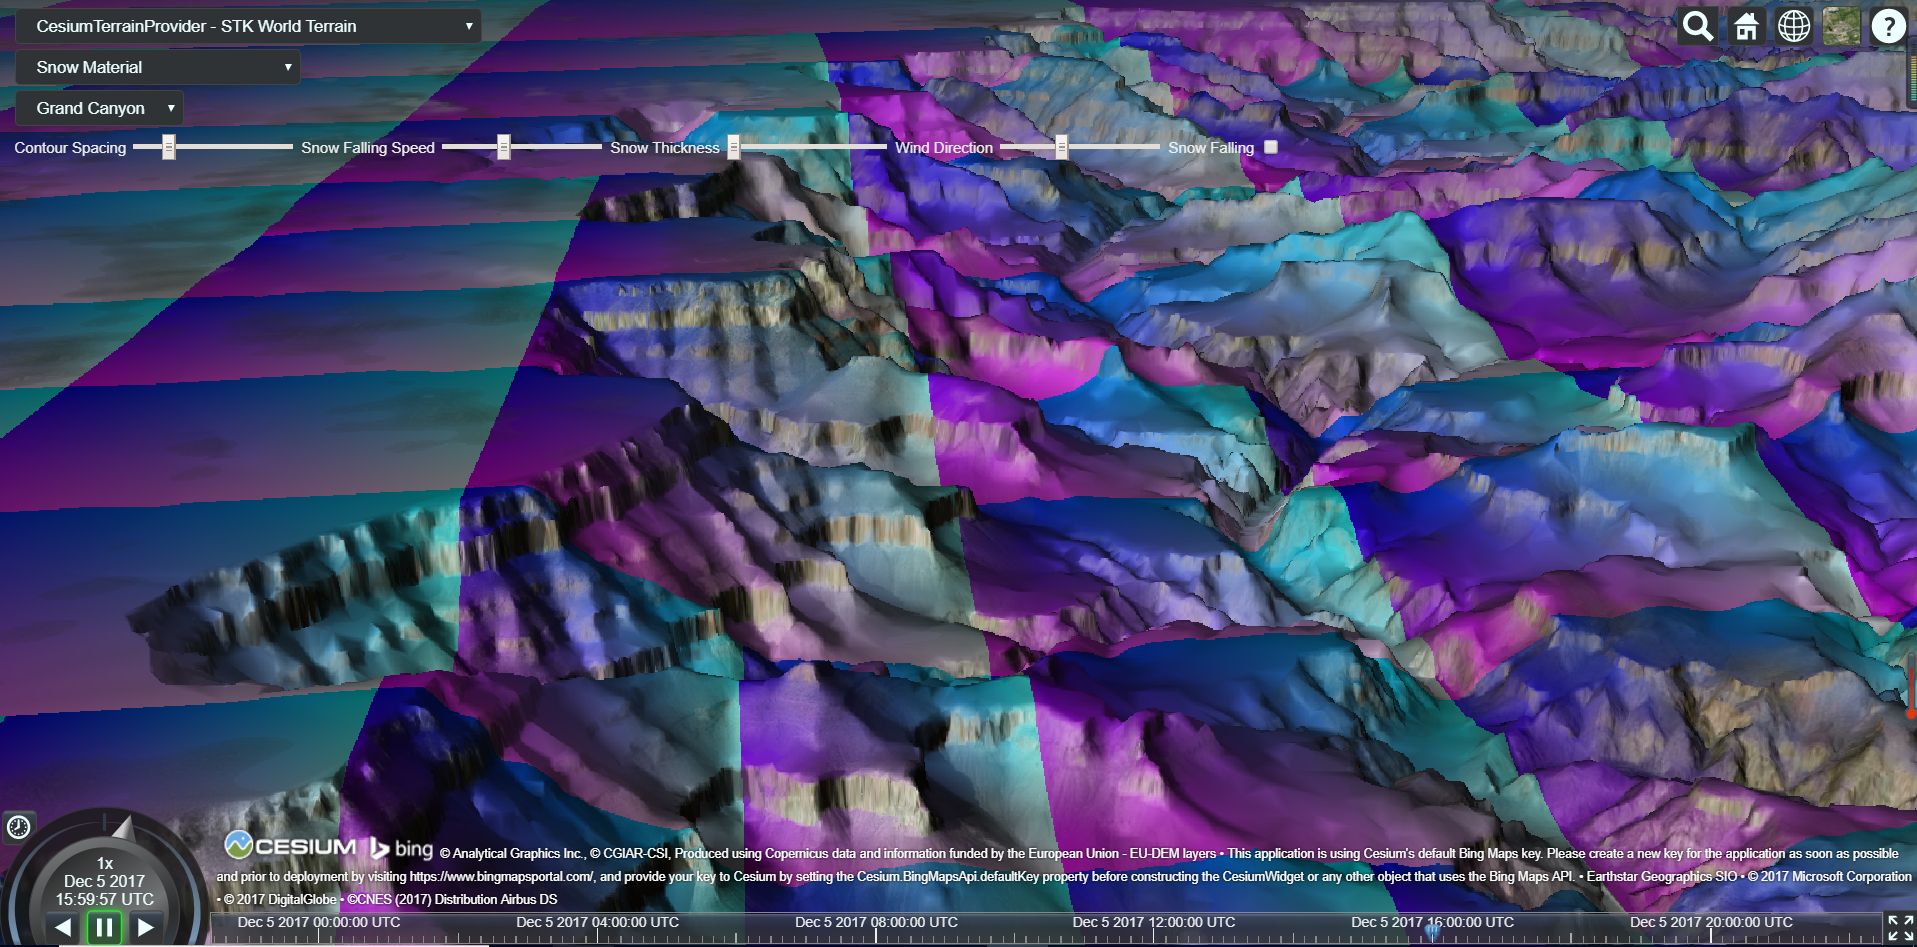 CesiumTerrainProvider - STK World Terrain
Snow Material
Grand Canyon
Contour Spacing Snow Falling Speed Snow Thickness Wind Direction Snow Falling
?
1x
Dec 5 2017
15:59:57 UTC
CESIUM bing © Analytical Graphics Inc., © CGIAR-CSI, Produced using Copernicus data and information funded by the European Union - EU-DEM layers • This application is using Cesium's default Bing Maps key. Please create a new key for the application as soon as possible
and prior to deployment by visiting https://www.bingmapsportal.com/, and provide your key to Cesium by setting the Cesium.BingMapsApi.defaultKey property before constructing the CesiumWidget or any other object that uses the Bing Maps API. • Earthstar Geographics SIO • © 2017 Microsoft Corporation
• © 2017 DigitalGlobe • ©CNES (2017) Distribution Airbus DS
Dec 5 2017 00:00:00 UTC Dec 5 2017 04:00:00 UTC Dec 5 2017 08:00:00 UTC Dec 5 2017 12:00:00 UTC Dec 5 2017 16:00:00 UTC Dec 5 2017 20:00:00 UTC